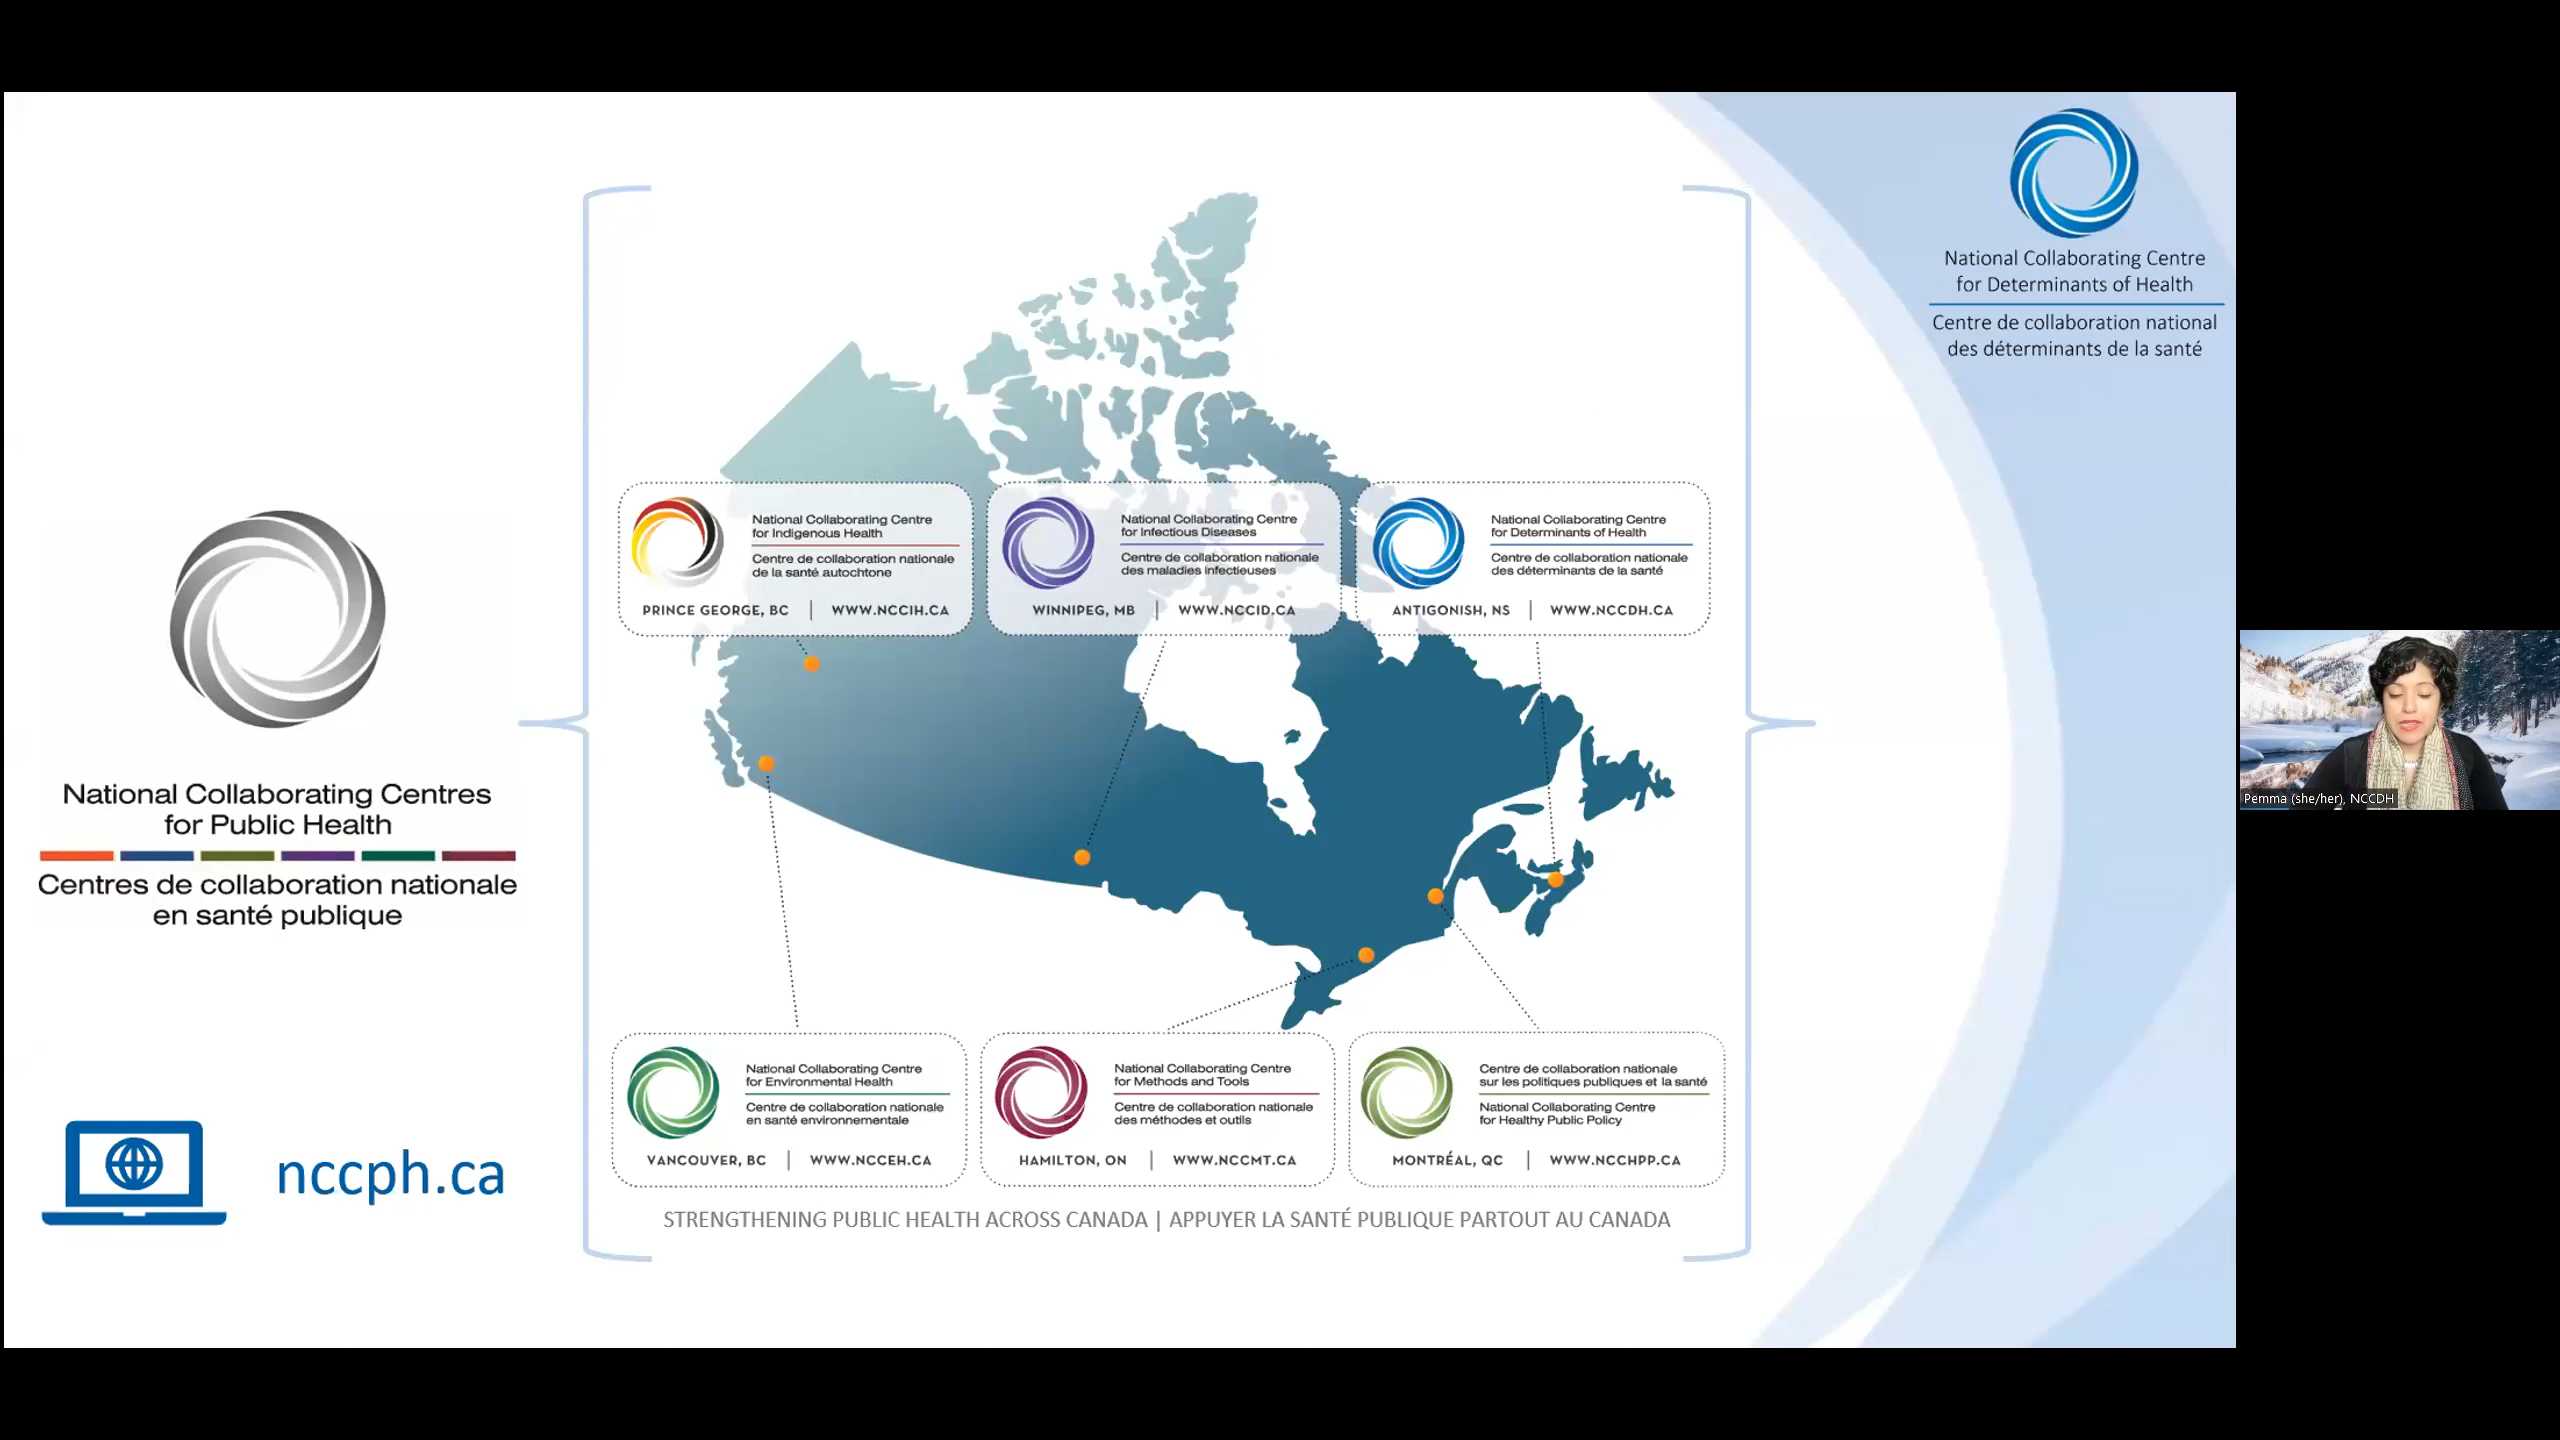 National Collaborating Centre
for Determinants of Health
Centre de collaboration national
des déterminants de la santé
National Collaborating Centres
for Public Health
Centres de collaboration nationale
en santé publique
nccph.ca
National Collaborating Centre
for Indigenous Health
Centre de collaboration nationale
de la santé autochtone
PRINCE GEORGE, BC | WWW.NCCIH.CA
National Collaborating Centre
for Infectious Diseases
Centre de collaboration nationale
des maladies infectieuses
WINNIPEG, MB | WWW.NCCID.CA
National Collaborating Centre
for Determinants of Health
Centre de collaboration nationale
des déterminants de la santé
ANTIGONISH, NS | WWW.NCCDH.CA
National Collaborating Centre
for Environmental Health
Centre de collaboration nationale
en santé environnementale
VANCOUVER, BC | WWW.NCCEH.CA
National Collaborating Centre
for Methods and Tools
Centre de collaboration nationale
des méthodes et outils
HAMILTON, ON | WWW.NCCMT.CA
Centre de collaboration nationale
sur les politiques publiques et la santé
National Collaborating Centre
for Healthy Public Policy
MONTRÉAL, QC | WWW.NCCHPP.CA
STRENGTHENING PUBLIC HEALTH ACROSS CANADA | APPUYER LA SANTÉ PUBLIQUE PARTOUT AU CANADA
Pemma (she/her), NCCDH